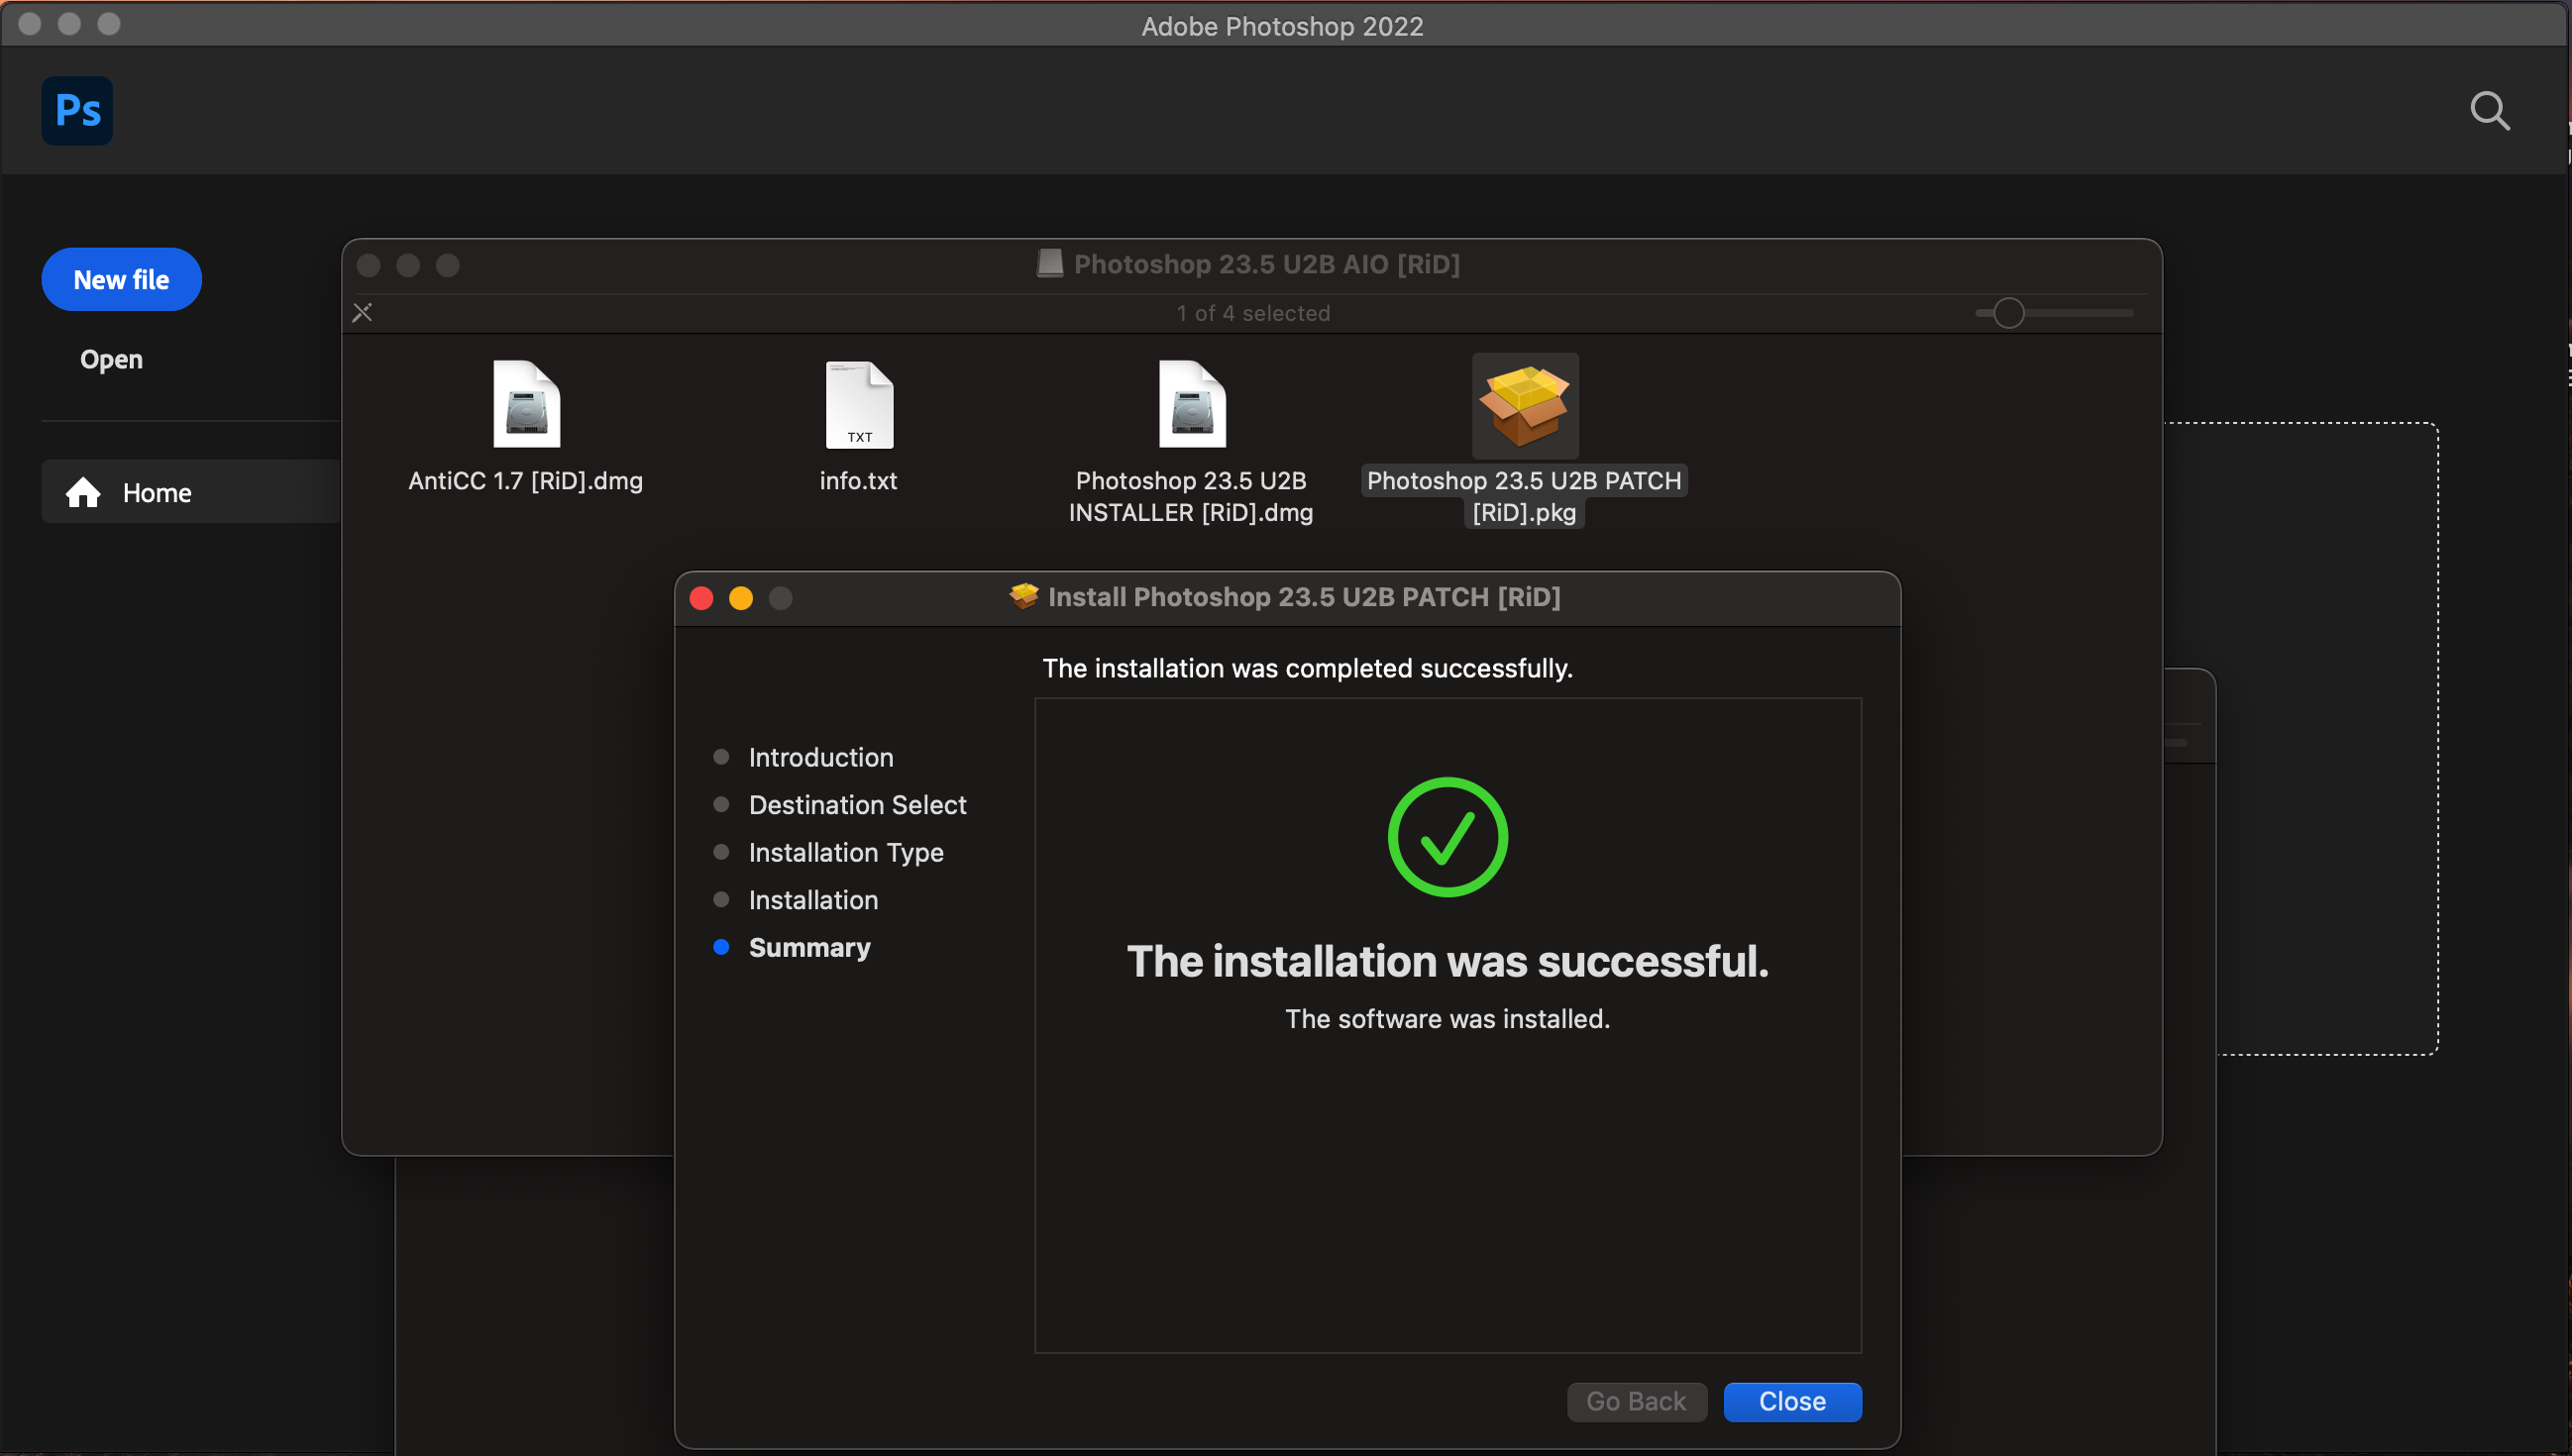 Adobe Photoshop 2022
Ps
New file
Open
Home
Photoshop 23.5 U2B AIO [RiD]
1 of 4 selected
TXT
AntiCC 1.7 [RiD].dmg
info.txt
Photoshop 23.5 U2B
INSTALLER [RiD].dmg
Photoshop 23.5 U2B PATCH
[RiD].pkg
Install Photoshop 23.5 U2B PATCH [RiD]
The installation was completed successfully.
Introduction
Destination Select
Installation Type
Installation
Summary
The installation was successful.
The software was installed.
Go Back
Close